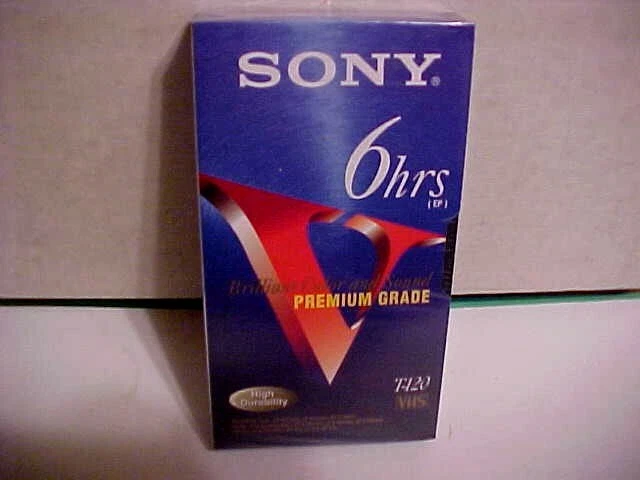 SONY®
6hrs
(EP)
Brilliant Color and Sound
PREMIUM GRADE
T-120
High
Durability
VHS